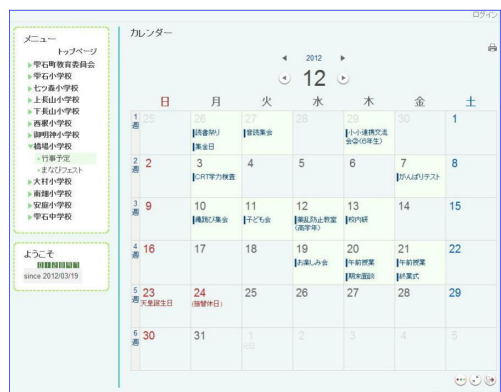 ログイン
メニュー
トップページ
雫石町教育委員会
雫石小学校
七ツ森小学校
上長山小学校
下長山小学校
西根小学校
御明神小学校
橋場小学校
行事予定
まなびフェスト
大村小学校
南畑小学校
安庭小学校
雫石中学校
ようこそ
since 2012/03/19
カレンダー
2012
12
日 月 火 水 木 金 土
1週 25 26 27 28 29 30 1
読書祭り 音読集会 小小連携交流
集金日 会②(6年生)
2週 2 3 4 5 6 7 8
CRT学力検査 がんばりテスト
3週 9 10 11 12 13 14 15
縄跳び集会 子ども会 薬乱防止教室 校内研
(高学年)
4週 16 17 18 19 20 21 22
お楽しみ会 午前授業 午前授業
期末面談 終業式
5週 23 24 25 26 27 28 29
天皇誕生日 (振替休日)
6週 30 31 1 2 3 4 5